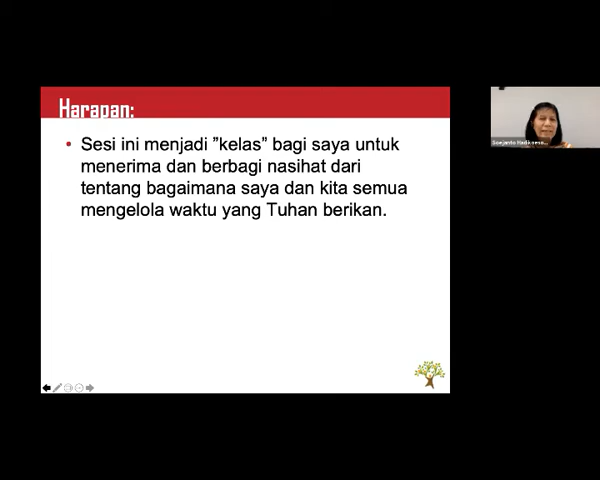 Harapan:
• Sesi ini menjadi ”kelas” bagi saya untuk
menerima dan berbagi nasihat dari
tentang bagaimana saya dan kita semua
mengelola waktu yang Tuhan berikan.